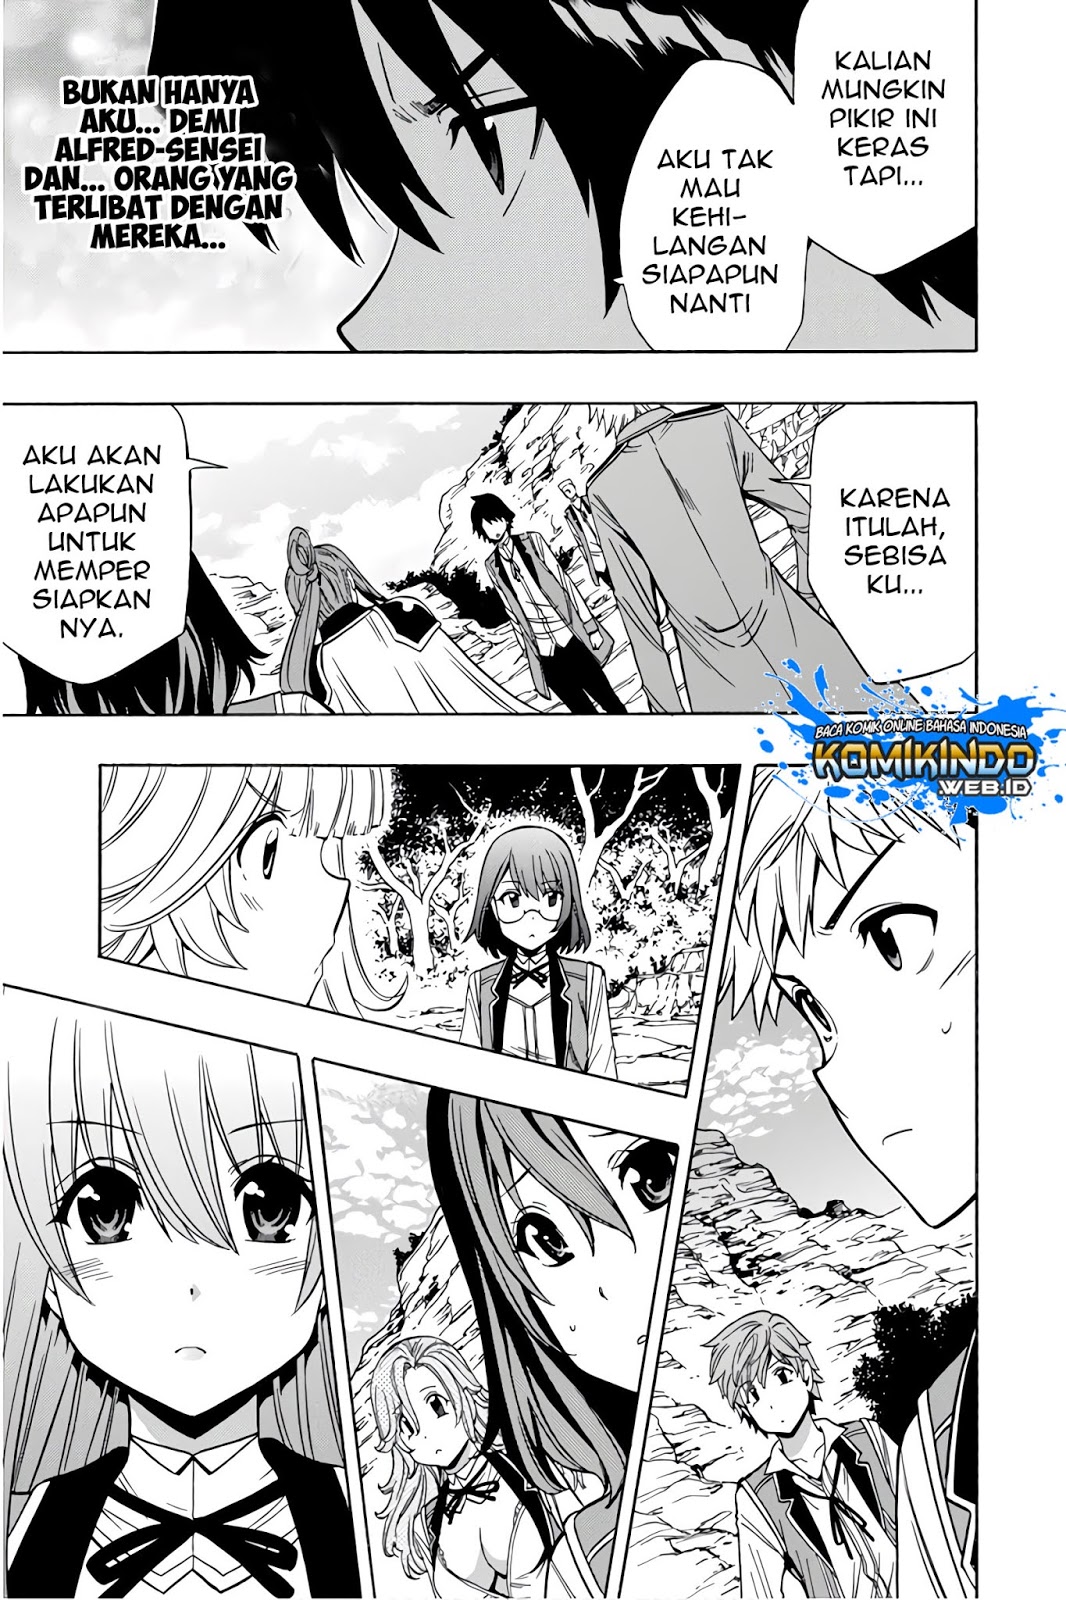 KALIAN
MUNGKIN
PIKIR INI
KERAS
TAPI...
AKU TAK
MAU
KEHI-
LANGAN
SIAPAPUN
NANTI
BUKAN HANYA
AKU... DEMI
ALFRED-SENSEI
DAN... ORANG YANG
TERLIBAT DENGAN
MEREKA...
KARENA
ITULAH,
SEBISA
KU...
AKU AKAN
LAKUKAN
APAPUN
UNTUK
MEMPER
SIAPKAN
NYA.
BACA KOMIK ONLINE BAHASA INDONESIA
KOMIKINDO
WEB.ID